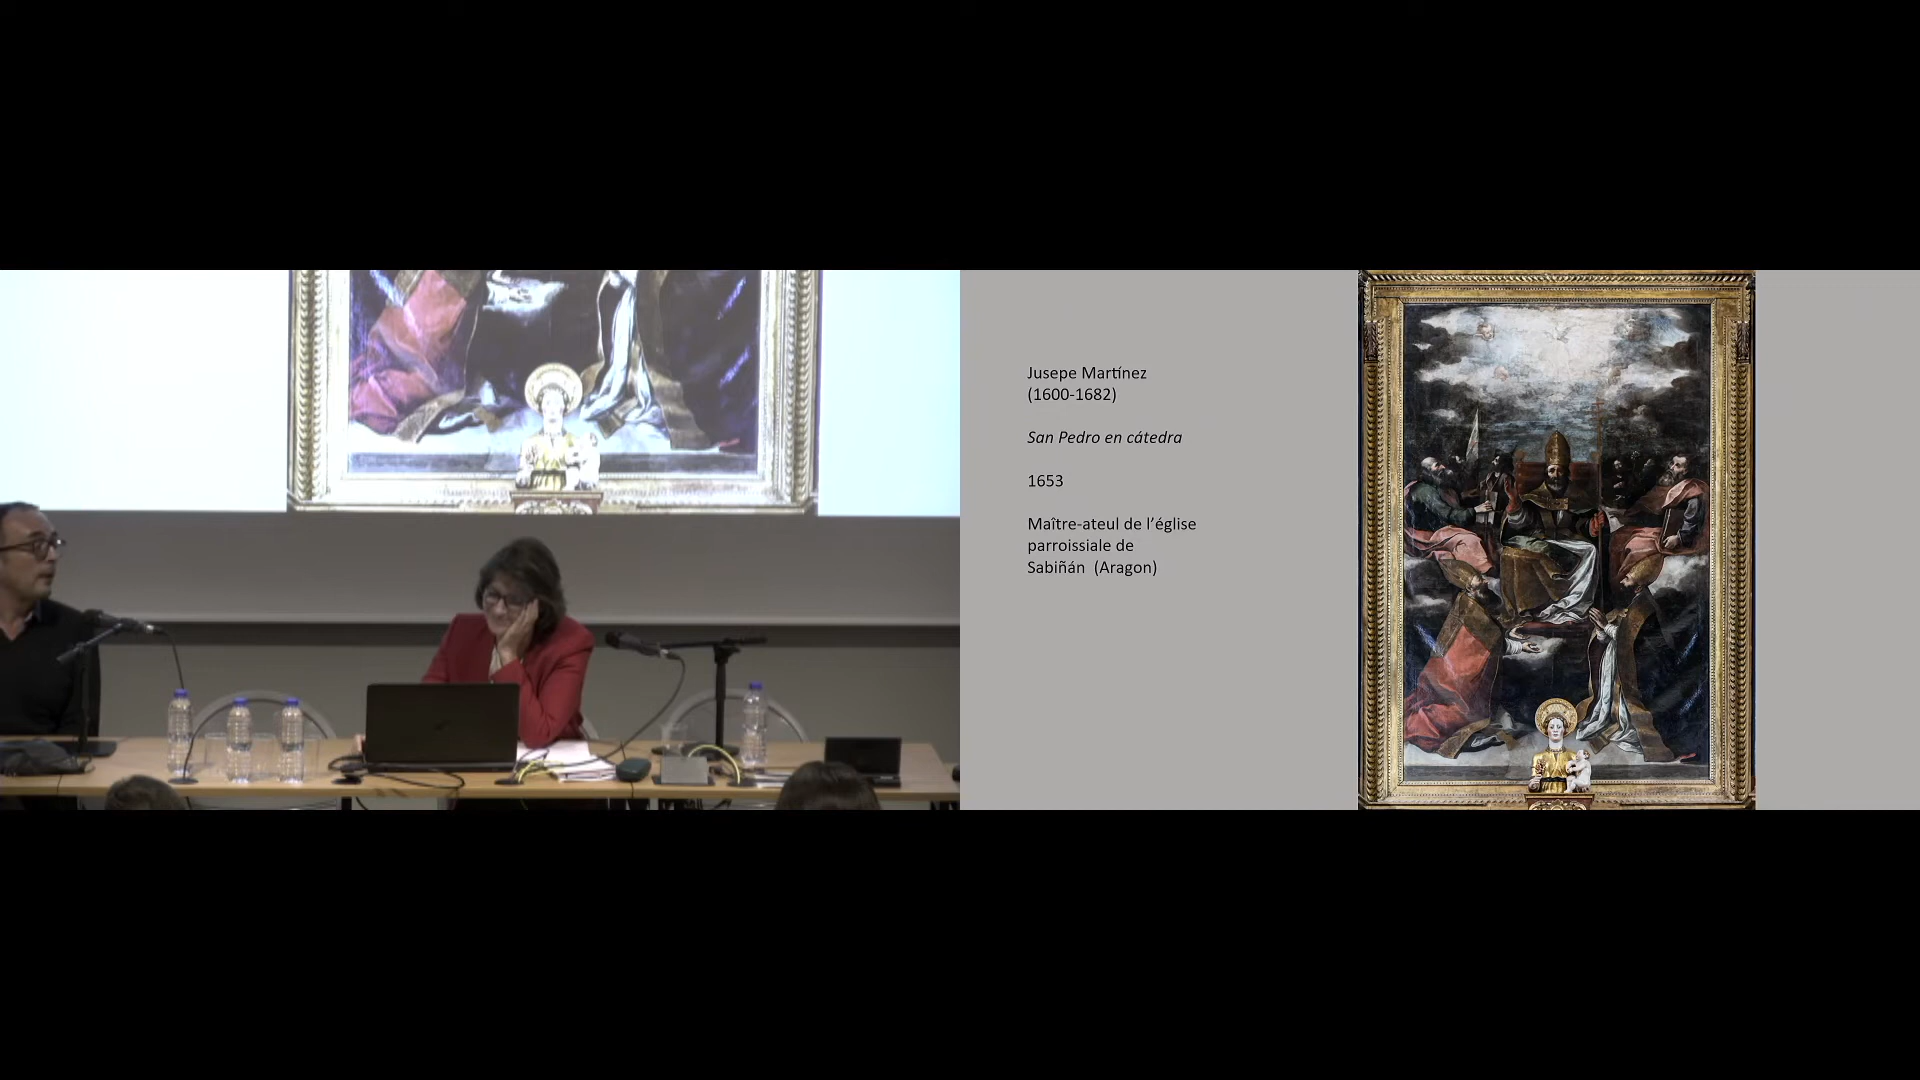 Jusepe Martínez
(1600-1682)
San Pedro en cátedra
1653
Maître-ateul de l’église
parroissiale de
Sabiñán (Aragon)